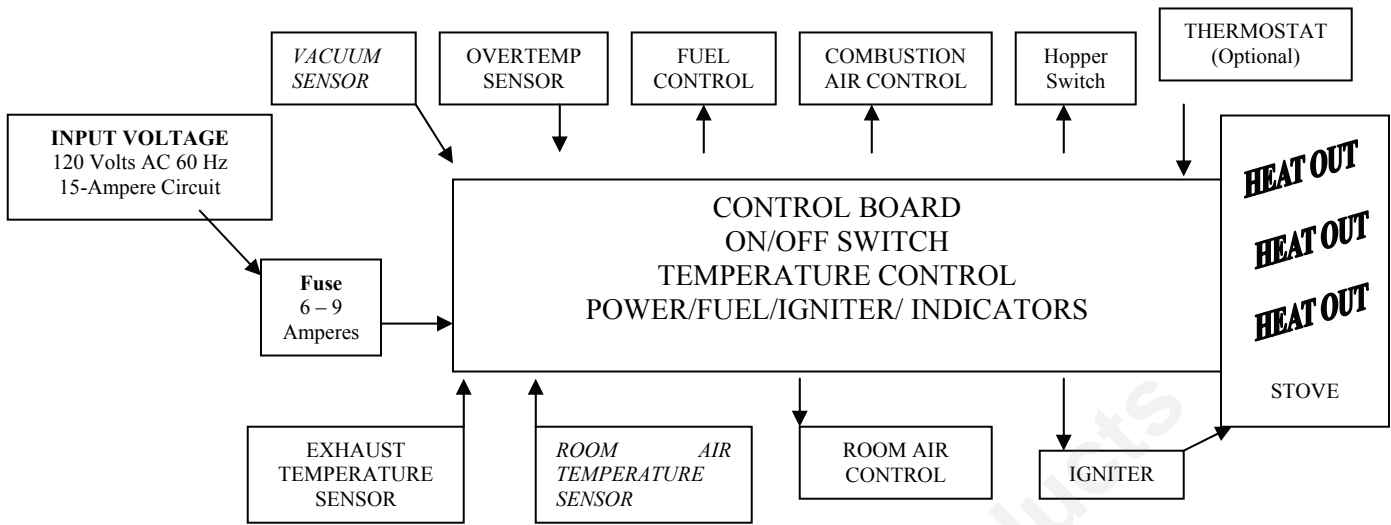 VACUUM
SENSOR
OVERTEMP
SENSOR
FUEL
CONTROL
COMBUSTION
AIR CONTROL
Hopper
Switch
THERMOSTAT
(Optional)
INPUT VOLTAGE
120 Volts AC 60 Hz
15-Ampere Circuit
Fuse
6 – 9
Amperes
CONTROL BOARD
ON/OFF SWITCH
TEMPERATURE CONTROL
POWER/FUEL/IGNITER/ INDICATORS
HEAT OUT
HEAT OUT
HEAT OUT
STOVE
EXHAUST
TEMPERATURE
SENSOR
ROOM AIR
TEMPERATURE
SENSOR
ROOM AIR
CONTROL
IGNITER